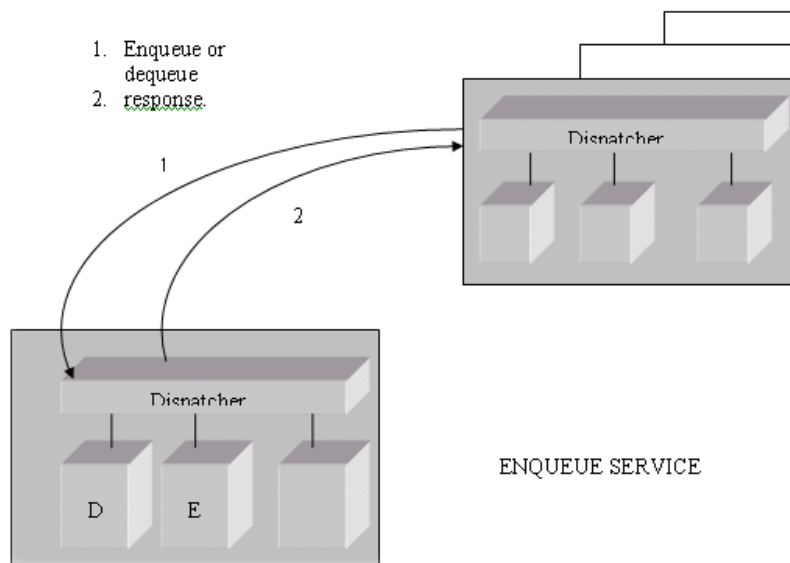 1. Enqueue or
dequeue
2. response.
Dispatcher
1
2
Dispatcher
ENQUEUE SERVICE
D
E